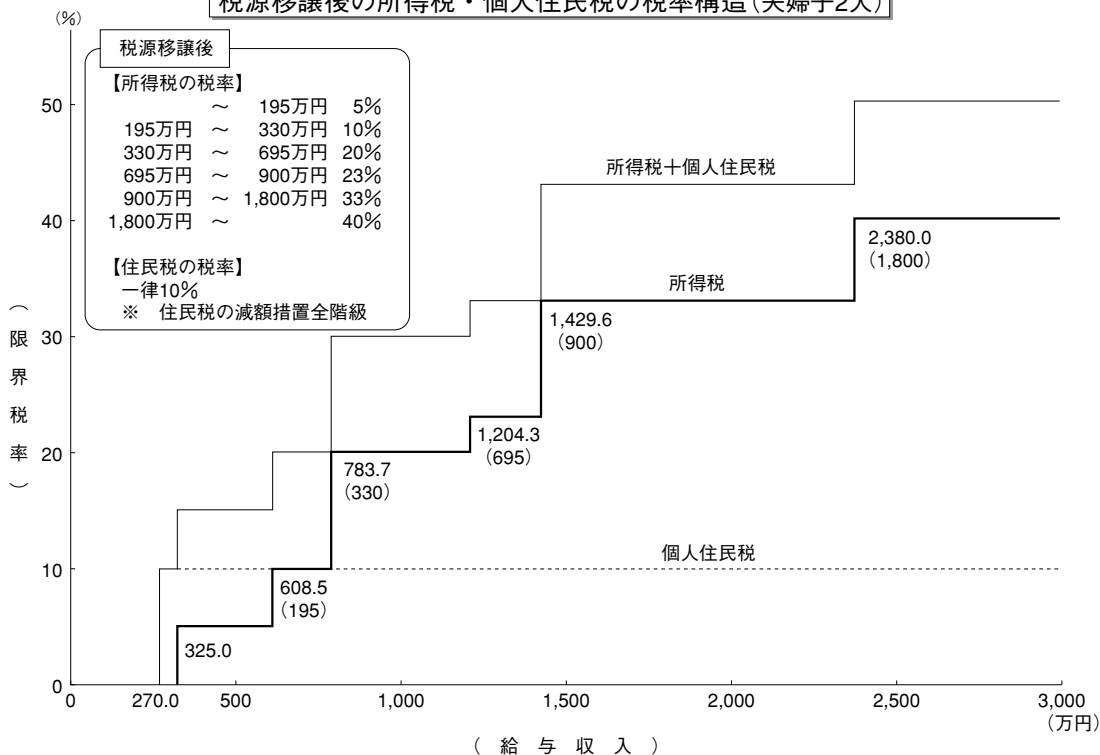 税源移譲後の所得税・個人住民税の税率構造（夫婦子2人）
（%）
税源移譲後
【所得税の税率】
～ 195万円 5%
195万円 ～ 330万円 10%
330万円 ～ 695万円 20%
695万円 ～ 900万円 23%
900万円 ～ 1,800万円 33%
1,800万円 ～ 40%
【住民税の税率】
一律10%
※ 住民税の減額措置全階級
50
40
30
20
10
0
（限界税率）
所得税＋個人住民税
所得税
個人住民税
2,380.0
（1,800）
1,429.6
（900）
1,204.3
（695）
783.7
（330）
608.5
（195）
325.0
0 270.0 500 1,000 1,500 2,000 2,500 3,000
（万円）
（ 給 与 収 入 ）